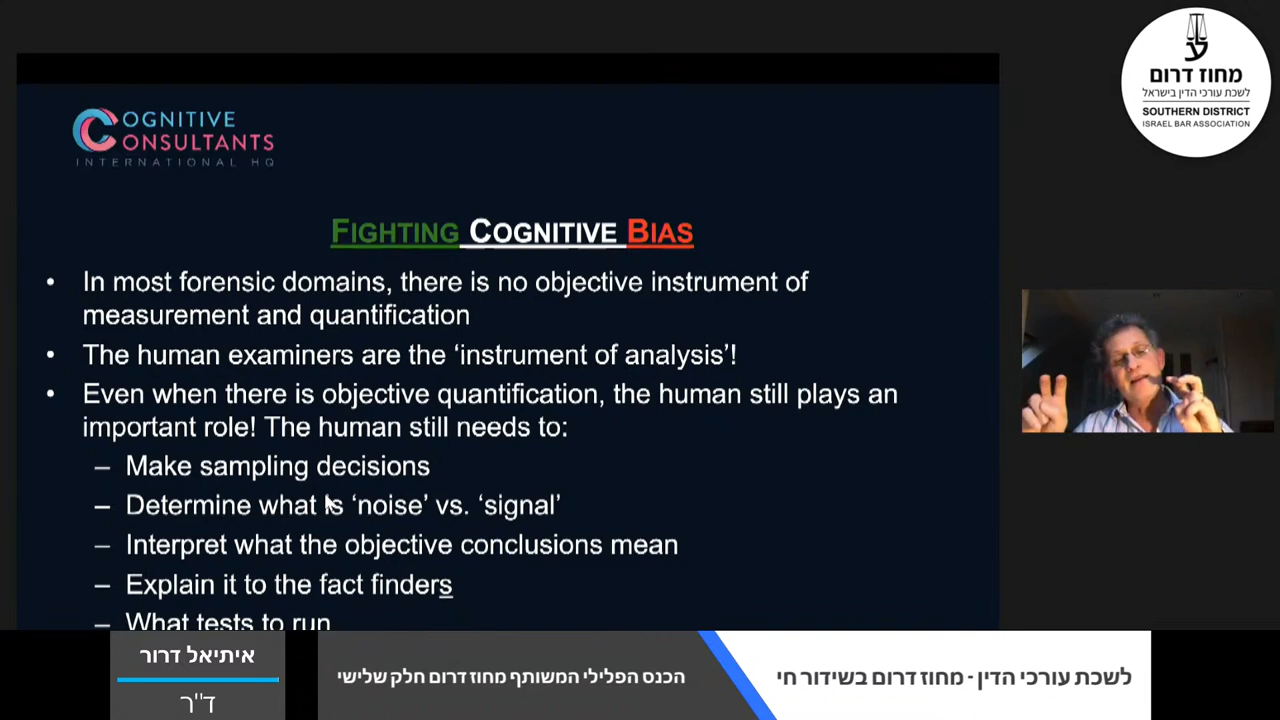 COGNITIVE
CONSULTANTS
INTERNATIONAL HQ
FIGHTING COGNITIVE BIAS
• In most forensic domains, there is no objective instrument of
measurement and quantification
• The human examiners are the ‘instrument of analysis’!
• Even when there is objective quantification, the human still plays an
important role! The human still needs to:
– Make sampling decisions
– Determine what is ‘noise’ vs. ‘signal’
– Interpret what the objective conclusions mean
– Explain it to the fact finders
– What tests to run
מחוז דרום
לשכת עורכי הדין בישראל
SOUTHERN DISTRICT
ISRAEL BAR ASSOCIATION
איתיאל דרור
ד"ר
הכנס הפלילי המשותף מחוז דרום חלק שלישי
לשכת עורכי הדין - מחוז דרום בשידור חי